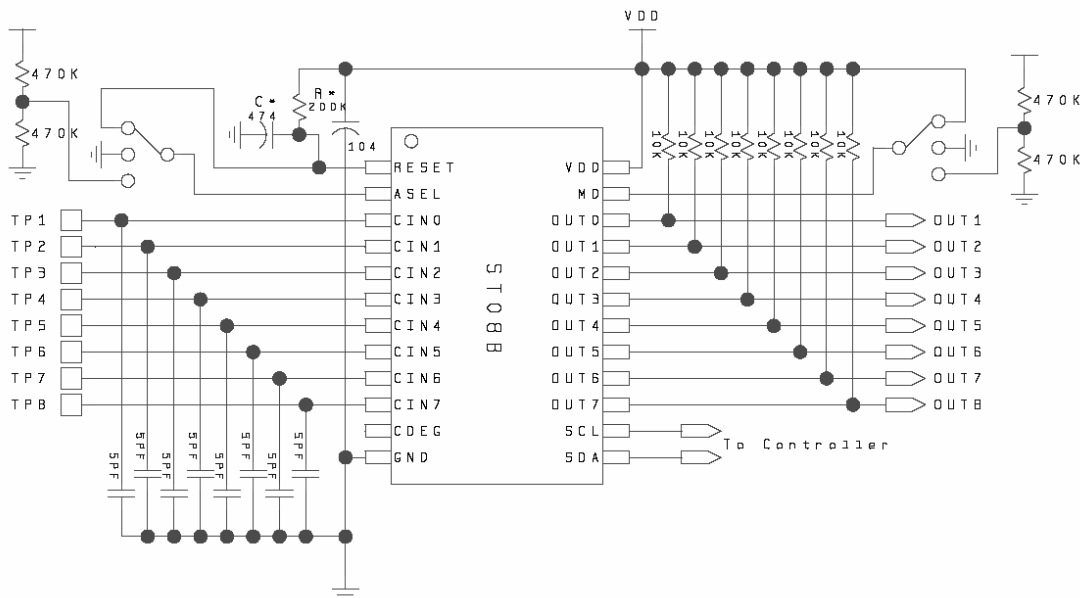 VDD
470K
470K
C*
474
R*
200K
104
10K
10K
10K
10K
10K
10K
10K
10K
470K
470K
RESET
ASEL
CIN0
CIN1
CIN2
CIN3
CIN4
CIN5
CIN6
CIN7
CDEG
GND
ST08B
VDD
MD
OUT0
OUT1
OUT2
OUT3
OUT4
OUT5
OUT6
OUT7
SCL
SDA
TP1
TP2
TP3
TP4
TP5
TP6
TP7
TP8
OUT1
OUT2
OUT3
OUT4
OUT5
OUT6
OUT7
OUT8
To Controller
5PF
5PF
5PF
5PF
5PF
5PF
5PF
5PF